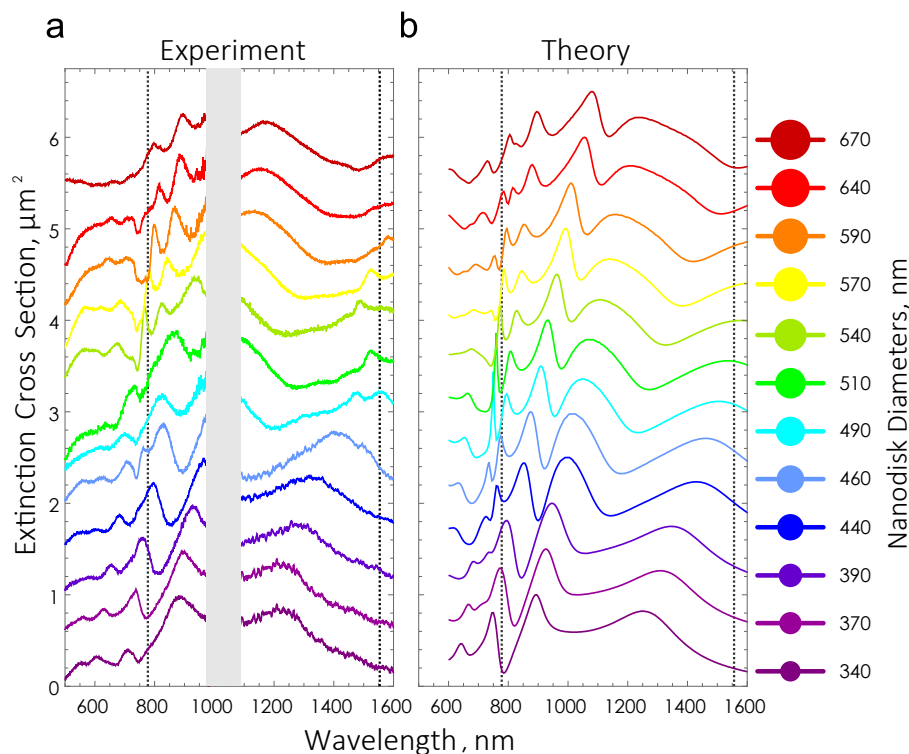 a
b
Experiment
Theory
Extinction Cross Section, μm²
6
5
4
3
2
1
0
600 800 1000 1200 1400 1600
600 800 1000 1200 1400 1600
Wavelength, nm
Nanodisk Diameters, nm
670
640
590
570
540
510
490
460
440
390
370
340